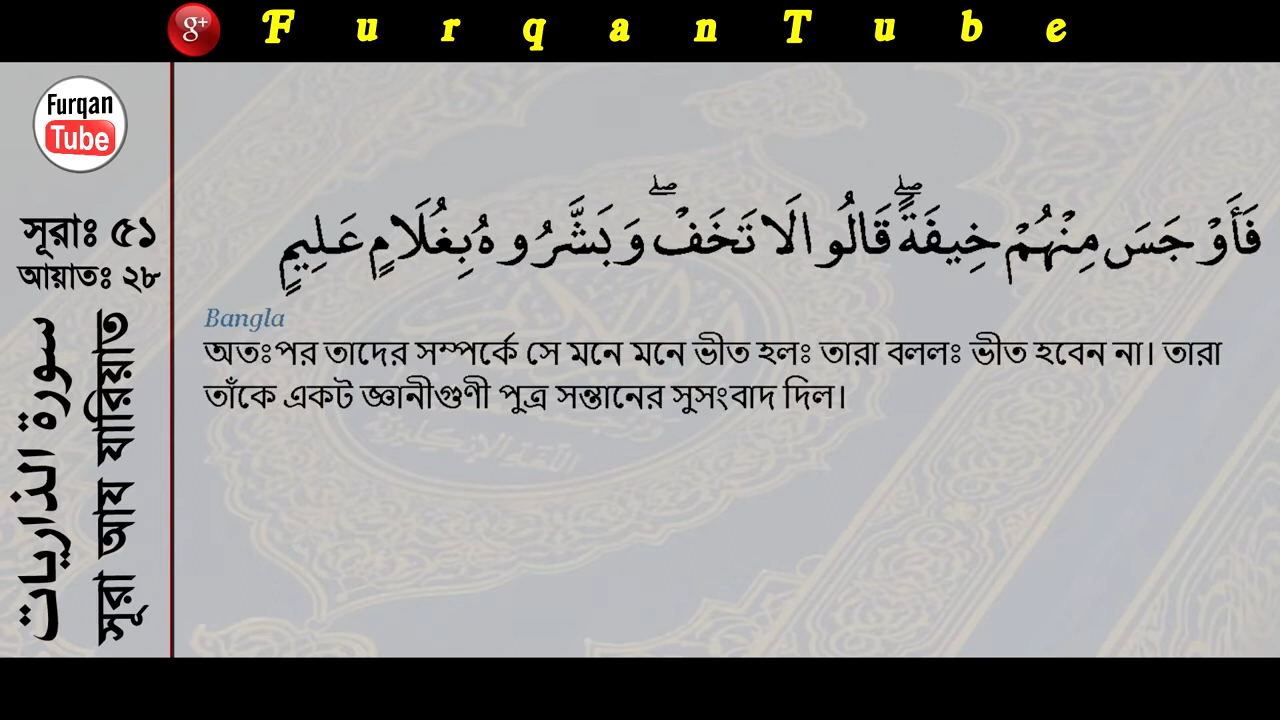 g+ F u r q a n T u b e
Furqan
Tube
সূরাঃ ৫১
আয়াতঃ ২৮
سورة الذاريات
সূরা আয যারিয়াত
فَأَوْجَسَ مِنْهُمْ خِيفَةًۖ قَالُوا لَا تَخَفْۖ وَبَشَّرُوهُ بِغُلَامٍ عَلِيمٍ
Bangla
অতঃপর তাদের সম্পর্কে সে মনে মনে ভীত হলঃ তারা বললঃ ভীত হবেন না। তারা
তাঁকে একট জ্ঞানীগুণী পুত্র সন্তানের সুসংবাদ দিল।